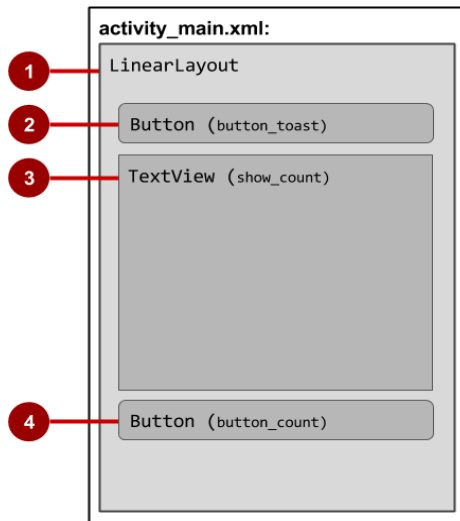 activity_main.xml:
1 LinearLayout
2 Button (button_toast)
3 TextView (show_count)
4 Button (button_count)